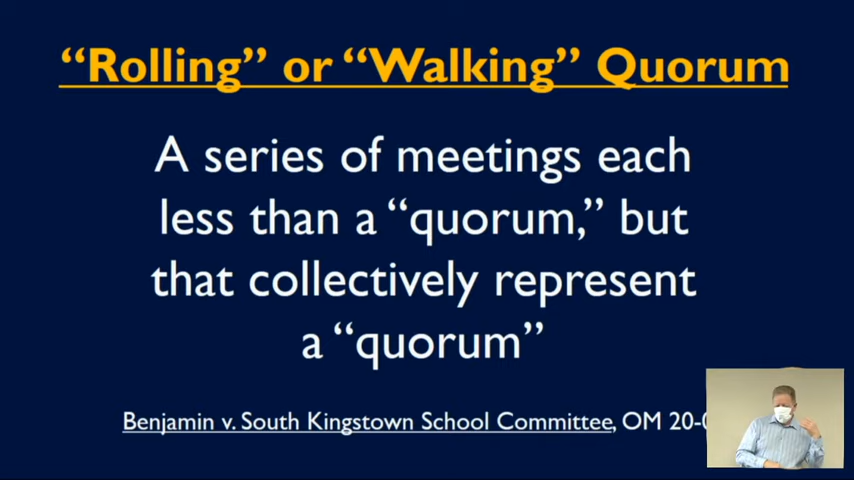 “Rolling” or “Walking” Quorum
A series of meetings each
less than a “quorum,” but
that collectively represent
a “quorum”
Benjamin v. South Kingstown School Committee, OM